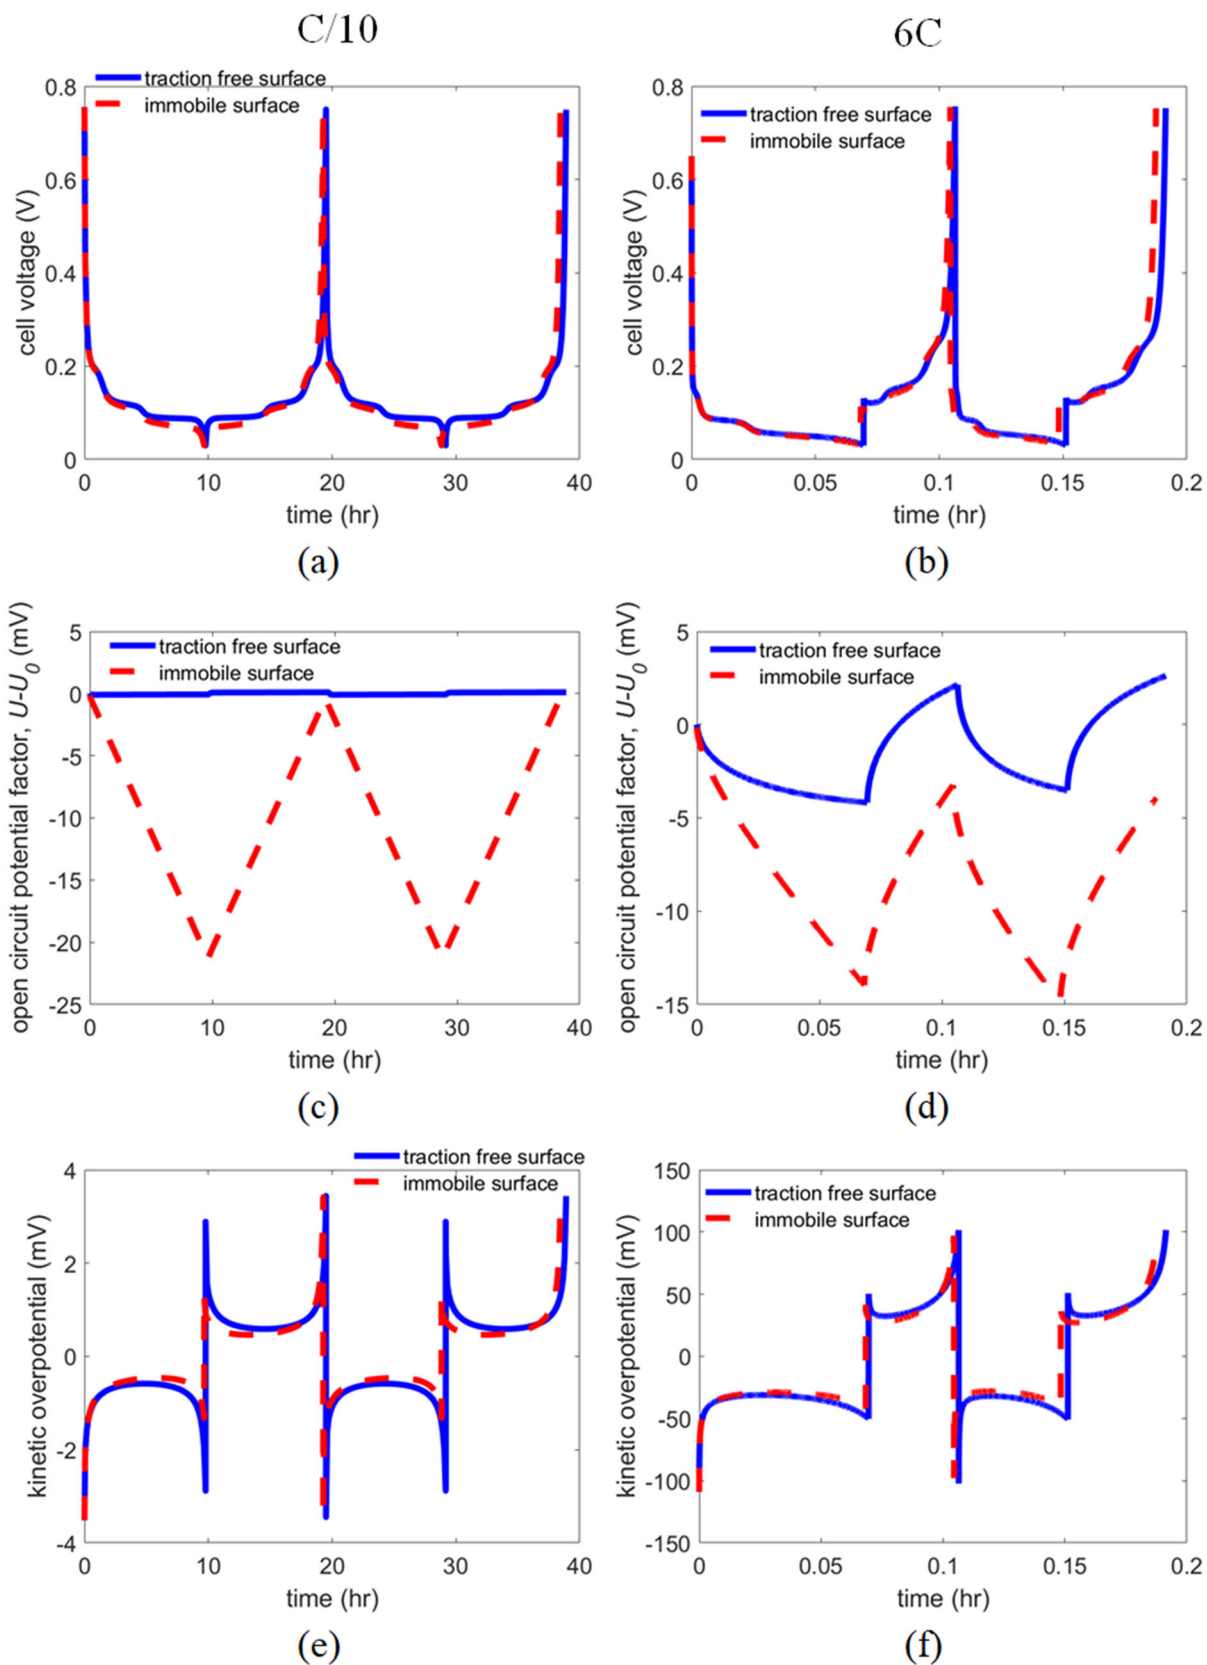 C/10
6C
traction free surface
immobile surface
0.8
0.6
0.4
0.2
0
cell voltage (V)
0 10 20 30 40
time (hr)
(a)
traction free surface
immobile surface
0.8
0.6
0.4
0.2
0
cell voltage (V)
0 0.05 0.1 0.15 0.2
time (hr)
(b)
traction free surface
immobile surface
5
0
-5
-10
-15
-20
-25
open circuit potential factor, U-U0 (mV)
0 10 20 30 40
time (hr)
(c)
traction free surface
immobile surface
5
0
-5
-10
-15
open circuit potential factor, U-U0 (mV)
0 0.05 0.1 0.15 0.2
time (hr)
(d)
traction free surface
immobile surface
4
2
0
-2
-4
kinetic overpotential (mV)
0 10 20 30 40
time (hr)
(e)
traction free surface
immobile surface
150
100
50
0
-50
-100
-150
kinetic overpotential (mV)
0 0.05 0.1 0.15 0.2
time (hr)
(f)